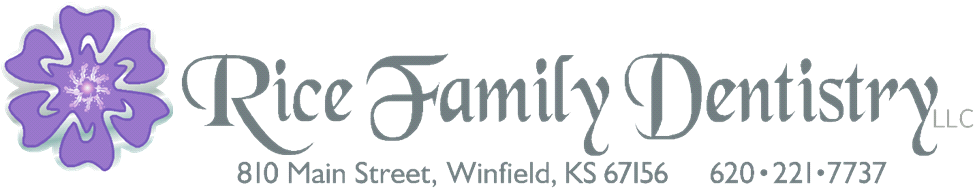 Rice Family Dentistry LLC
810 Main Street, Winfield, KS 67156 620•221•7737